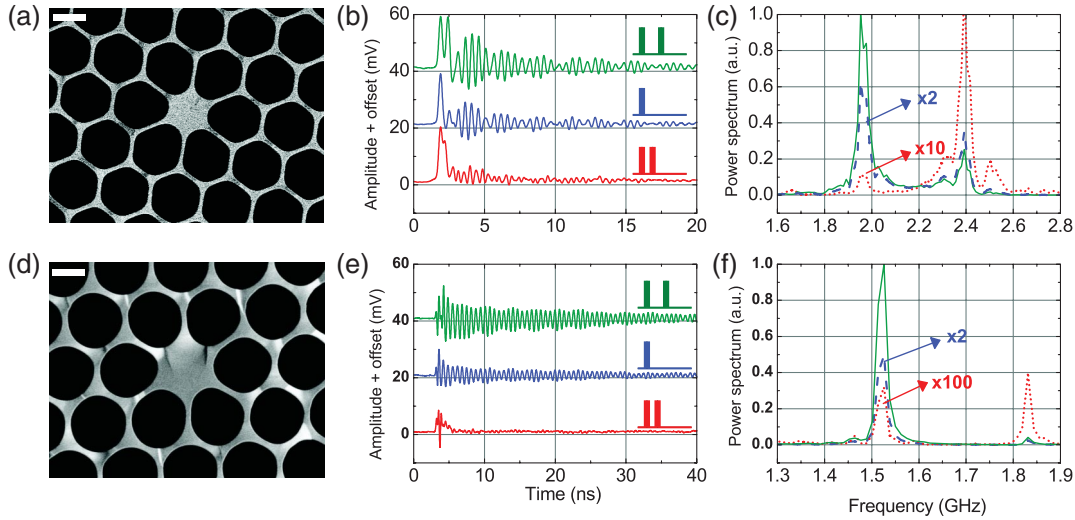 (a)
(b)
Amplitude + offset (mV)
60
40
20
0
0 5 10 15 20
(c)
Power spectrum (a.u.)
1.0
0.8
0.6
0.4
0.2
0.0
x2
x10
1.6 1.8 2.0 2.2 2.4 2.6 2.8
(d)
(e)
Amplitude + offset (mV)
60
40
20
0
0 5 10 15 20 25 30 35 40
Time (ns)
(f)
Power spectrum (a.u.)
1.0
0.8
0.6
0.4
0.2
0.0
x2
x100
1.3 1.4 1.5 1.6 1.7 1.8 1.9
Frequency (GHz)